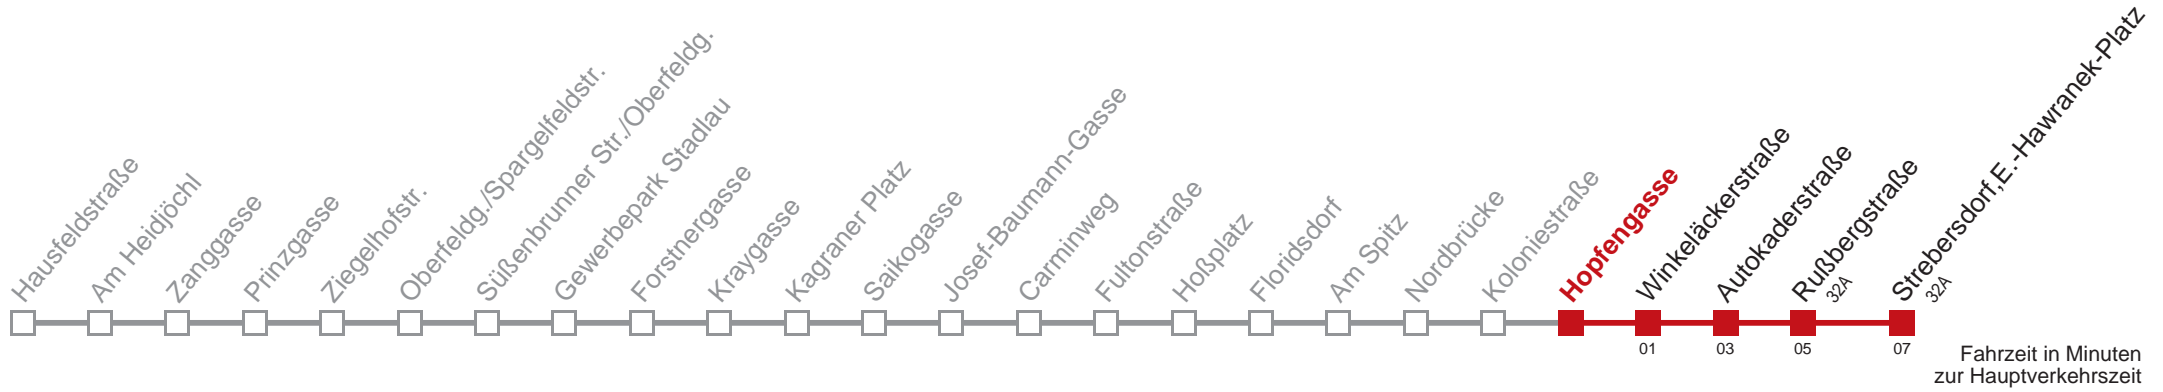 Hausfeldstraße
Am Heidjöchl
Zanggasse
Prinzgasse
Ziegelhofstr.
Oberfeldg./Spargelfeldstr.
Süßenbrunner Str./Oberfeldg.
Gewerbepark Stadlau
Forstnergasse
Kraygasse
Kagraner Platz
Saikogasse
Josef-Baumann-Gasse
Carminweg
Fultonstraße
Hoßplatz
Floridsdorf
Am Spitz
Nordbrücke
Koloniestraße
Hopfengasse
Winkeläckerstraße
Autokaderstraße
Rußbergstraße
32A
Strebersdorf,E.-Hawranek-Platz
32A
01
03
05
07
Fahrzeit in Minuten
zur Hauptverkehrszeit